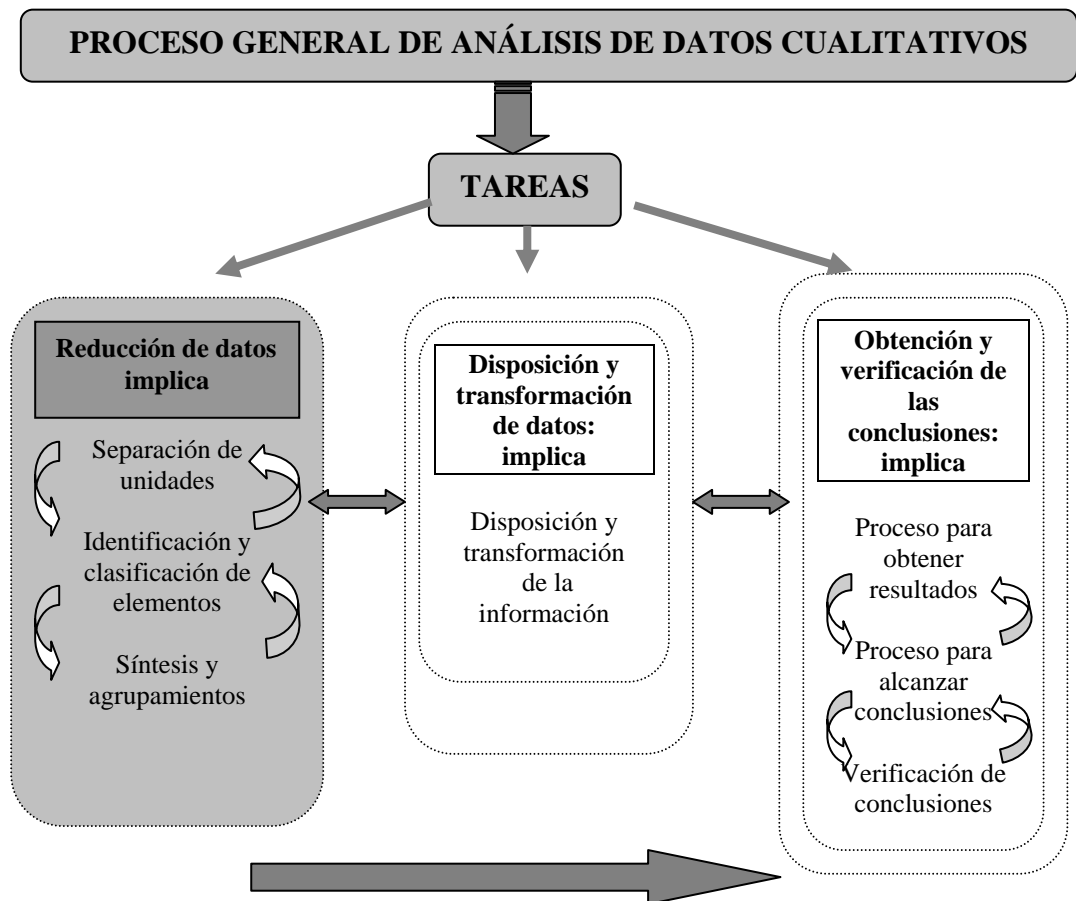 PROCESO GENERAL DE ANÁLISIS DE DATOS CUALITATIVOS
TAREAS
Reducción de datos
implica
Separación de
unidades
Identificación y
clasificación de
elementos
Síntesis y
agrupamientos
Disposición y
transformación
de datos:
implica
Disposición y
transformación
de la
información
Obtención y
verificación de
las
conclusiones:
implica
Proceso para
obtener
resultados
Proceso para
alcanzar
conclusiones
Verificación de
conclusiones